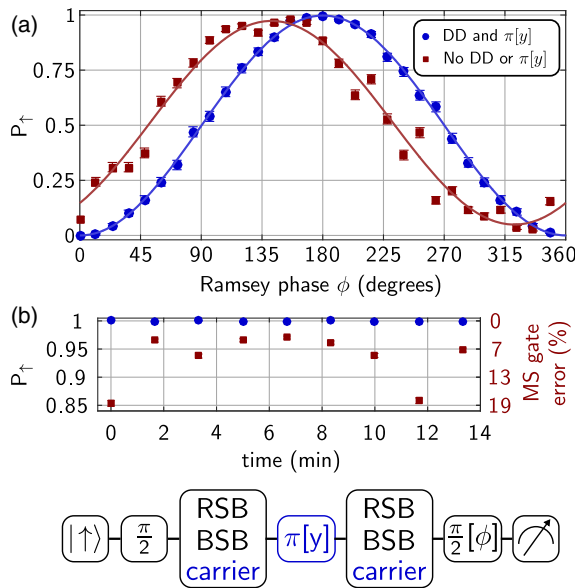 (a)
1
0.75
0.5
0.25
0
P↑
DD and π[y]
No DD or π[y]
0 45 90 135 180 225 270 315 360
Ramsey phase ϕ (degrees)
(b)
1
0.95
0.9
0.85
P↑
0
7
13
19
MS gate
error (%)
0 2 4 6 8 10 12 14
time (min)
RSB RSB
|↑⟩ π/2 BSB π[y] BSB π/2 [ϕ]
carrier carrier